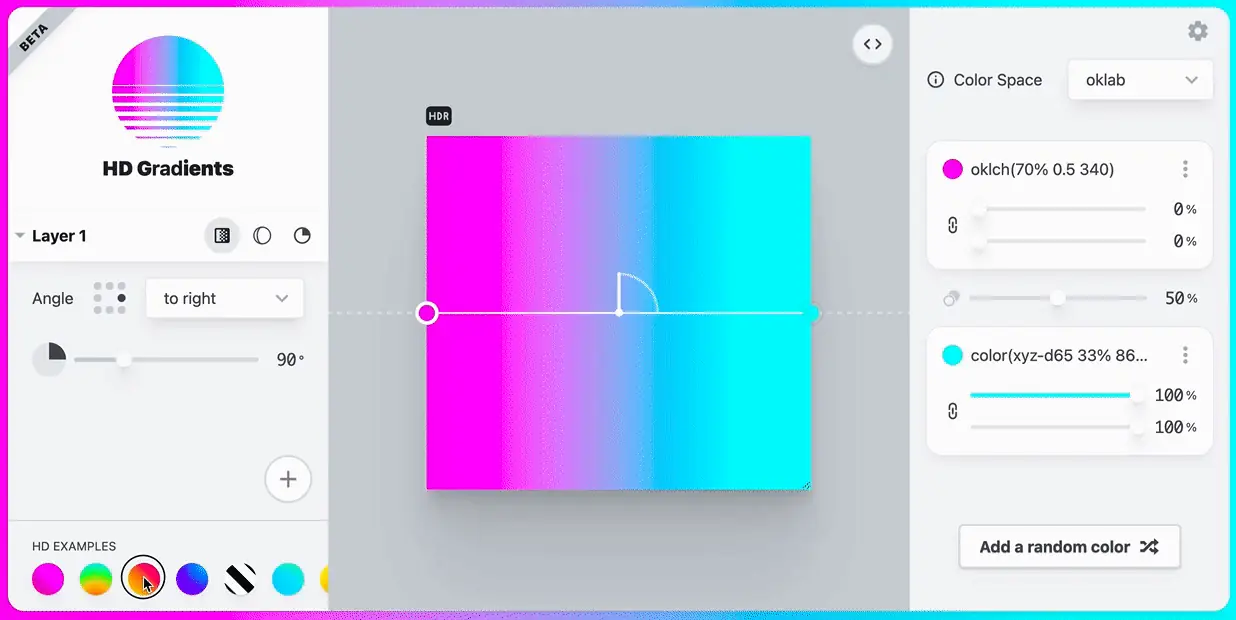 BETA
HD Gradients
Layer 1
Angle
to right
90°
HD EXAMPLES
HDR
Color Space
oklab
oklch(70% 0.5 340)
0%
0%
50%
color(xyz-d65 33% 86...
100%
100%
Add a random color